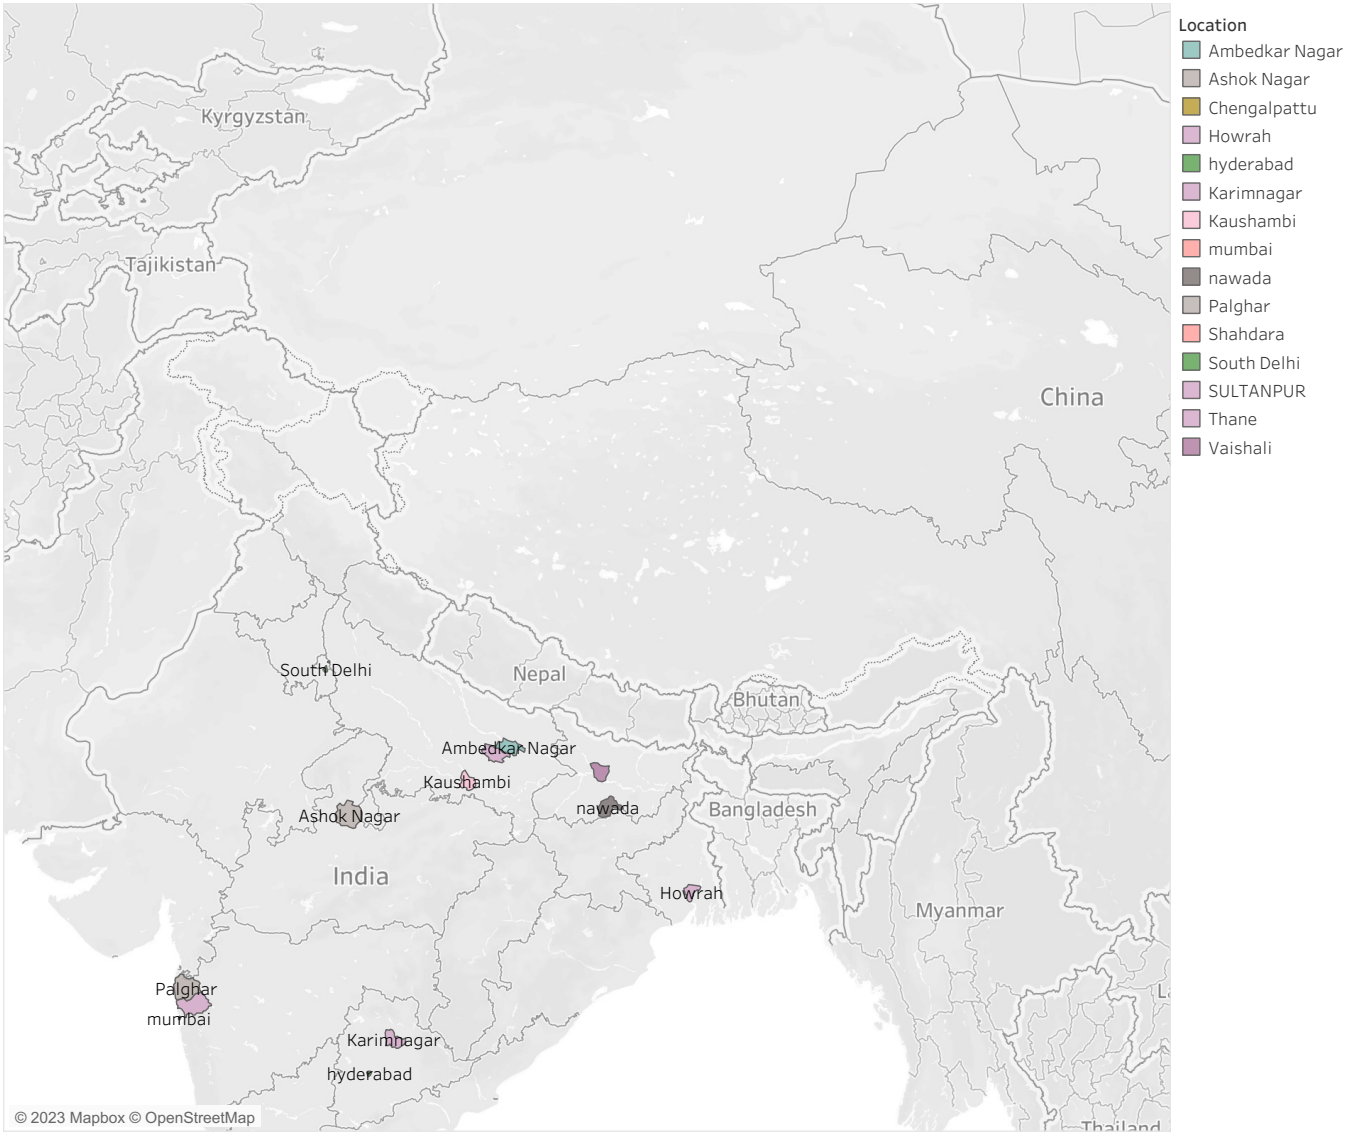 Location
Ambedkar Nagar
Ashok Nagar
Chengalpattu
Howrah
hyderabad
Karimnagar
Kaushambi
mumbai
nawada
Palghar
Shahdara
South Delhi
SULTANPUR
Thane
Vaishali
Kyrgyzstan
Tajikistan
China
South Delhi
Nepal
Bhutan
Ambedkar Nagar
Kaushambi
nawada
Bangladesh
Ashok Nagar
India
Howrah
Myanmar
Palghar
mumbai
Karimnagar
hyderabad
© 2023 Mapbox © OpenStreetMap
Thailand